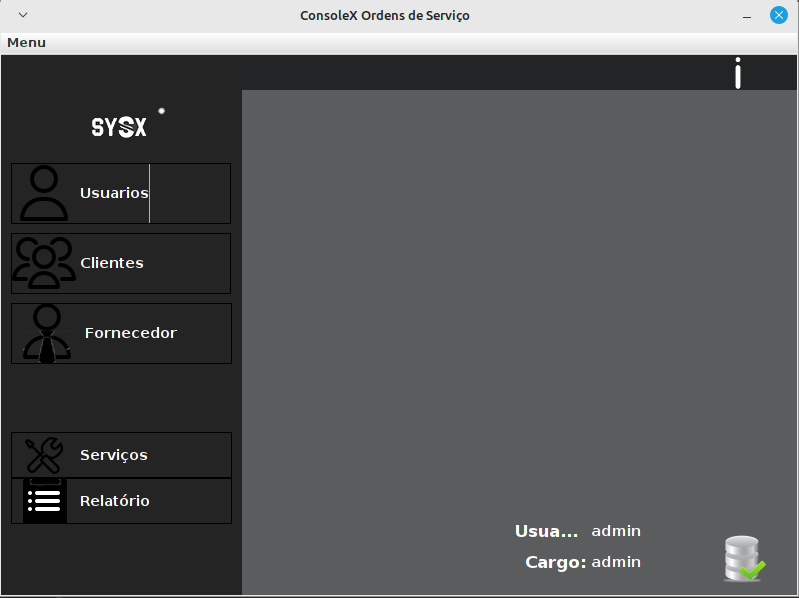 ConsoleX Ordens de Serviço
Menu
SYSX
Usuarios
Clientes
Fornecedor
Serviços
Relatório
Usua... admin
Cargo: admin